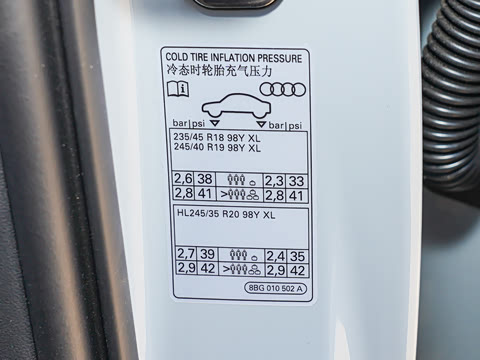 COLD TIRE INFLATION PRESSURE
冷态时轮胎充气压力
bar|psi bar|psi
235/45 R18 98Y XL
245/40 R19 98Y XL
2,6 38 2,3 33
2,8 41 > 2,8 41
HL245/35 R20 98Y XL
2,7 39 2,4 35
2,9 42 > 2,9 42
8BG 010 502 A